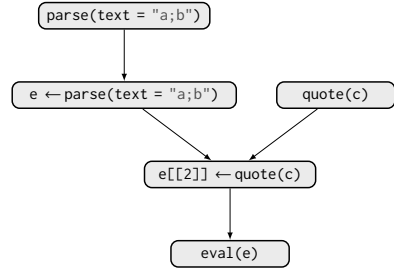 parse(text = "a;b")
e ← parse(text = "a;b")
quote(c)
e[[2]] ← quote(c)
eval(e)